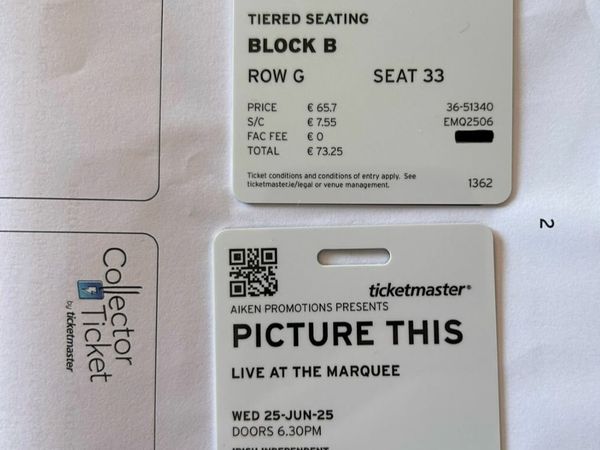 TIERED SEATING
BLOCK B
ROW G SEAT 33
PRICE € 65.7 36-51340
S/C € 7.55 EMQ2506
FAC FEE € 0
TOTAL € 73.25
Ticket conditions and conditions of entry apply. See
ticketmaster.ie/legal or venue management.
1362
2
ticketmaster®
AIKEN PROMOTIONS PRESENTS
PICTURE THIS
LIVE AT THE MARQUEE
WED 25-JUN-25
DOORS 6.30PM
IRISH INDEPENDENT
Collector
Ticket
by ticketmaster